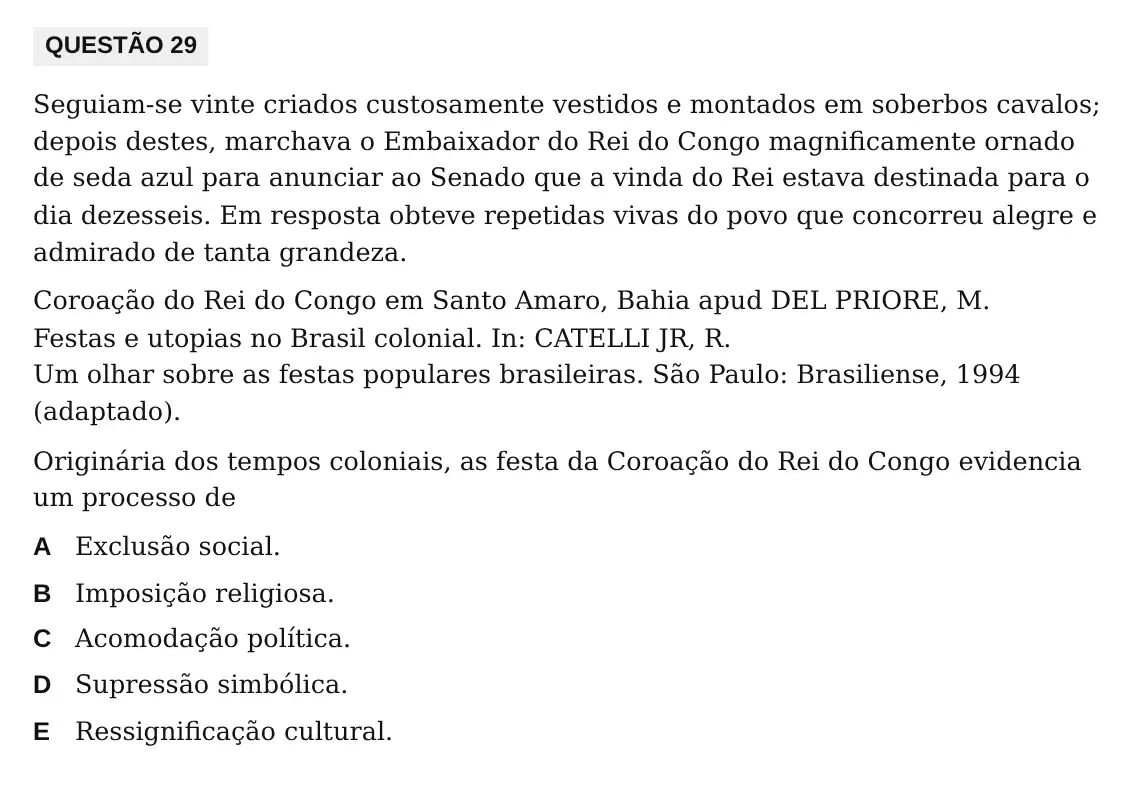 QUESTÃO 29
Seguiam-se vinte criados custosamente vestidos e montados em soberbos cavalos;
depois destes, marchava o Embaixador do Rei do Congo magnificamente ornado
de seda azul para anunciar ao Senado que a vinda do Rei estava destinada para o
dia dezesseis. Em resposta obteve repetidas vivas do povo que concorreu alegre e
admirado de tanta grandeza.
Coroação do Rei do Congo em Santo Amaro, Bahia apud DEL PRIORE, M.
Festas e utopias no Brasil colonial. In: CATELLI JR, R.
Um olhar sobre as festas populares brasileiras. São Paulo: Brasiliense, 1994
(adaptado).
Originária dos tempos coloniais, as festa da Coroação do Rei do Congo evidencia
um processo de
A Exclusão social.
B Imposição religiosa.
C Acomodação política.
D Supressão simbólica.
E Ressignificação cultural.